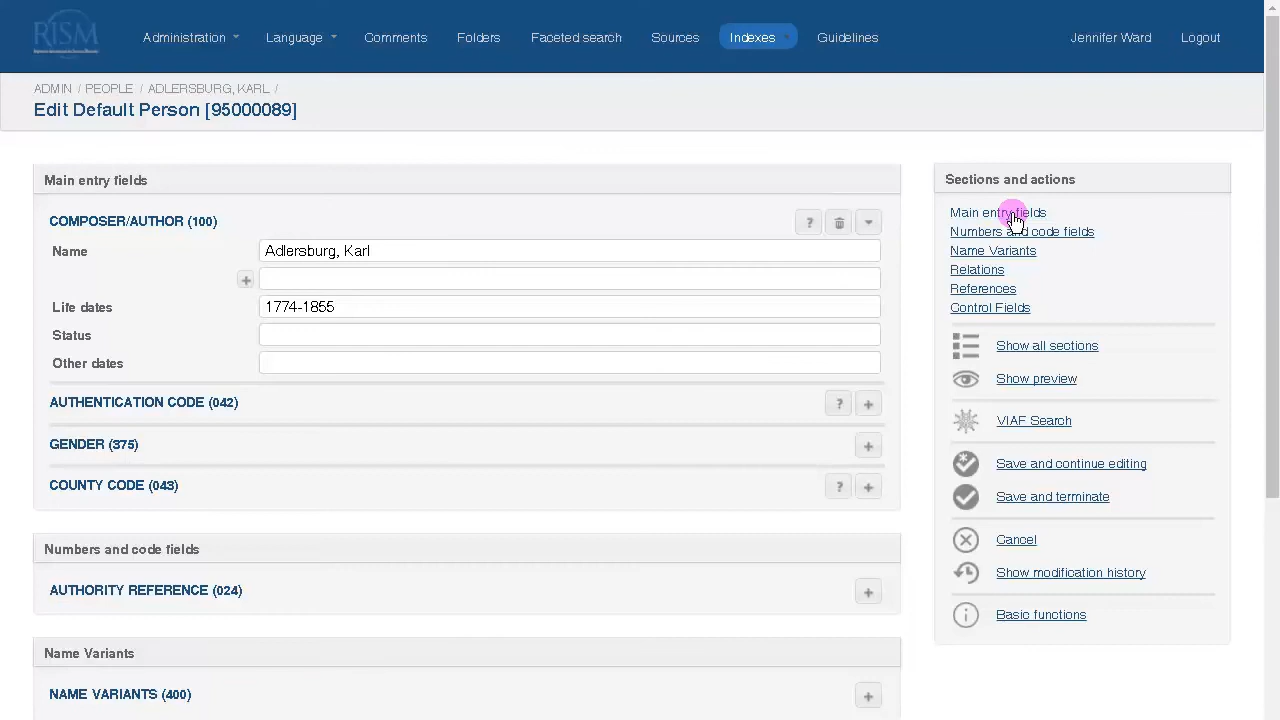 RISM
Administration Language Comments Folders Faceted search Sources Indexes Guidelines Jennifer Ward Logout
ADMIN / PEOPLE / ADLERSBURG, KARL /
Edit Default Person [95000089]
Main entry fields
COMPOSER/AUTHOR (100) ?
Name Adlersburg, Karl
+
Life dates 1774-1855
Status
Other dates
AUTHENTICATION CODE (042) ? +
GENDER (375) +
COUNTY CODE (043) ? +
Numbers and code fields
AUTHORITY REFERENCE (024) +
Name Variants
NAME VARIANTS (400) +
Sections and actions
Main entry fields
Numbers and code fields
Name Variants
Relations
References
Control Fields
Show all sections
Show preview
VIAF Search
Save and continue editing
Save and terminate
Cancel
Show modification history
Basic functions